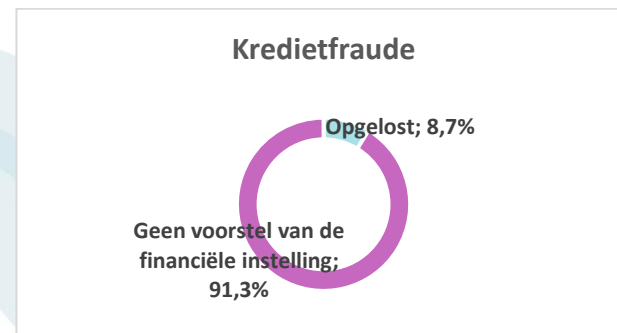 Kredietfraude
Opgelost; 8,7%
Geen voorstel van de
financiële instelling;
91,3%